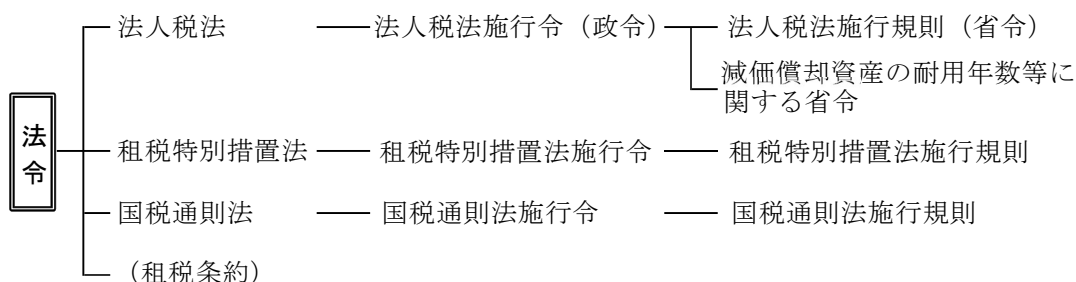 法人税法 法人税法施行令（政令） 法人税法施行規則（省令）
減価償却資産の耐用年数等に
関する省令
法令
租税特別措置法 租税特別措置法施行令 租税特別措置法施行規則
国税通則法 国税通則法施行令 国税通則法施行規則
（租税条約）